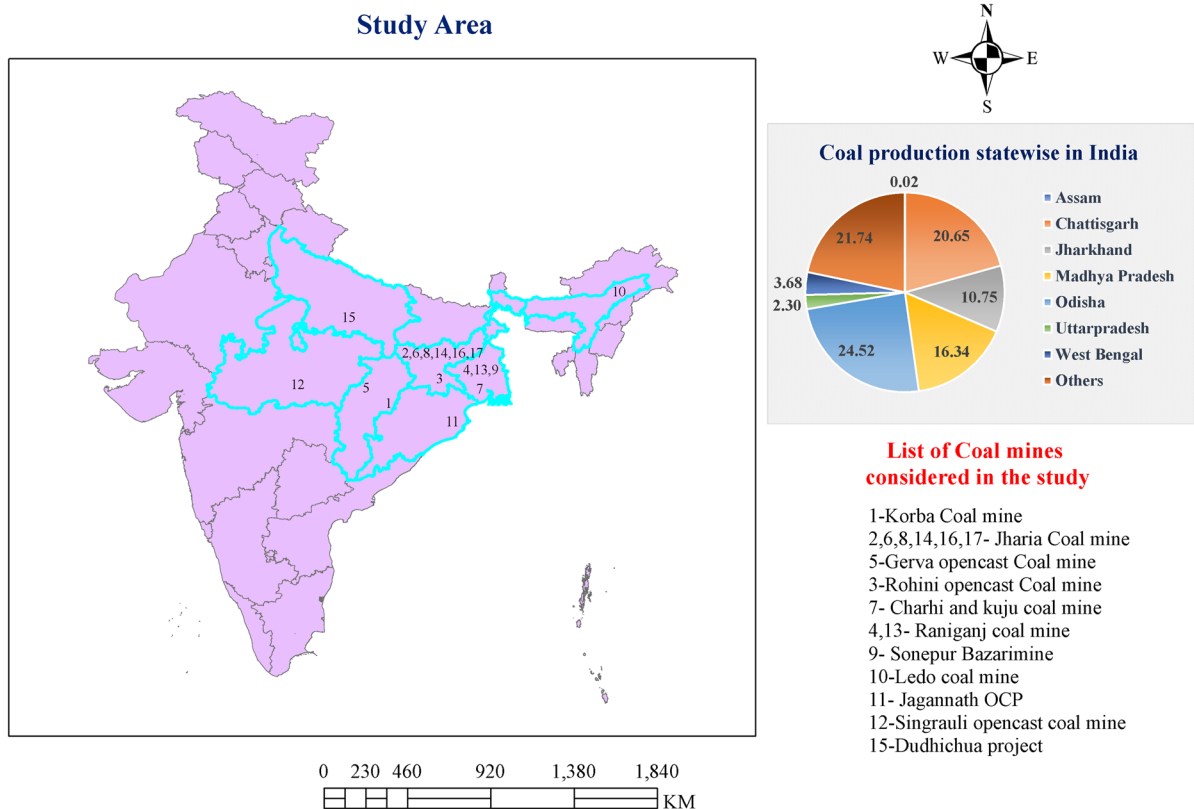 Study Area
N
W
E
S
Coal production statewise in India
0.02
20.65
10.75
16.34
24.52
2.30
3.68
21.74
Assam
Chattisgarh
Jharkhand
Madhya Pradesh
Odisha
Uttarpradesh
West Bengal
Others
10
15
2,6,8,14,16,17
4,13,9
3
7
12
5
1
11
List of Coal mines
considered in the study
1-Korba Coal mine
2,6,8,14,16,17- Jharia Coal mine
5-Gerva opencast Coal mine
3-Rohini opencast Coal mine
7- Charhi and kuju coal mine
4,13- Raniganj coal mine
9- Sonepur Bazarimine
10-Ledo coal mine
11- Jagannath OCP
12-Singrauli opencast coal mine
15-Dudhichua project
0 230 460 920 1,380 1,840
KM